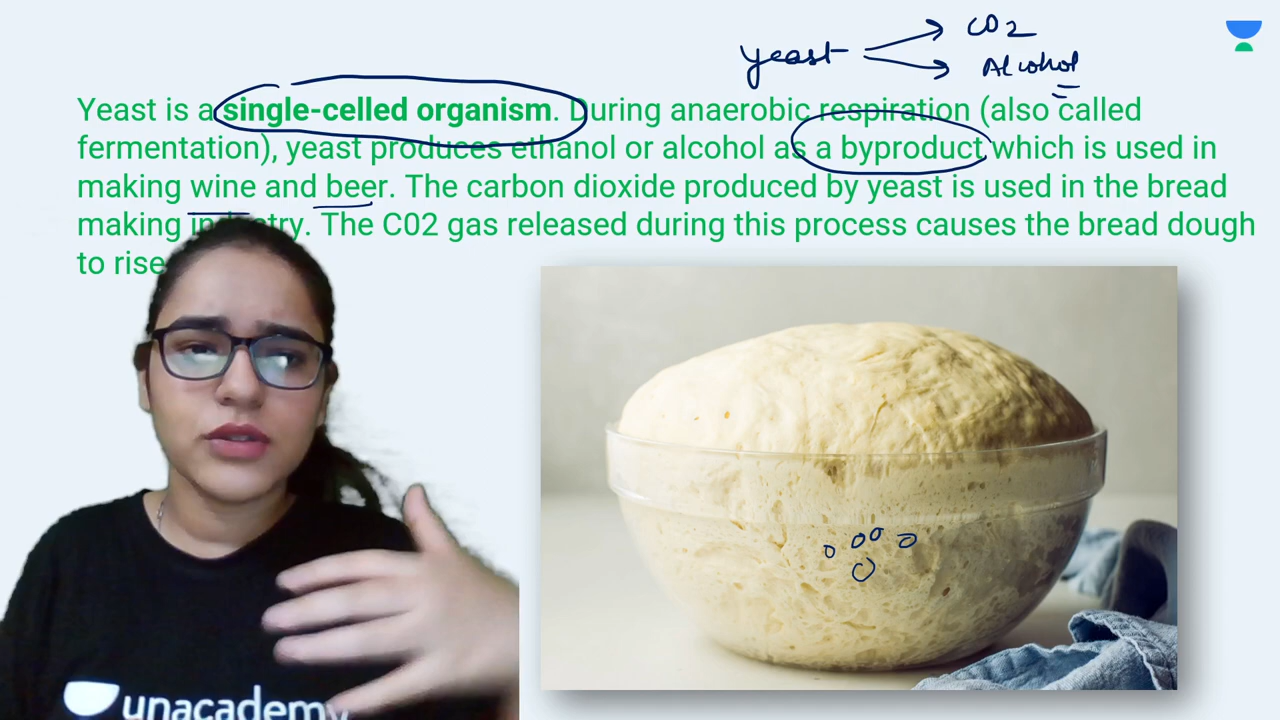 yeast → CO2
Alcohol
Yeast is a single-celled organism. During anaerobic respiration (also called
fermentation), yeast produces ethanol or alcohol as a byproduct which is used in
making wine and beer. The carbon dioxide produced by yeast is used in the bread
making industry. The C02 gas released during this process causes the bread dough
to rise
unacademy